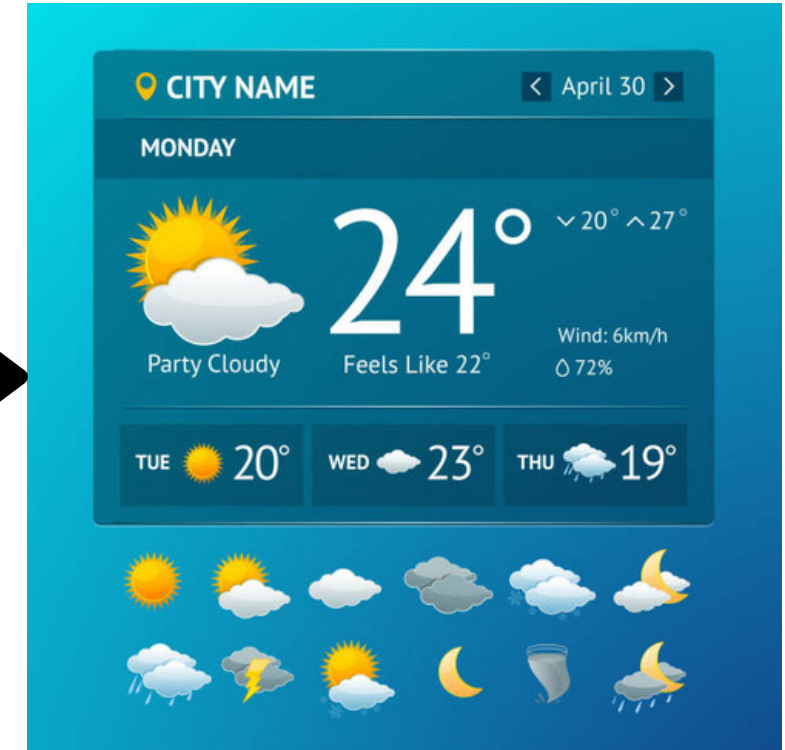 CITY NAME
< April 30 >
MONDAY
24°
20° 27°
Wind: 6km/h
72%
Party Cloudy
Feels Like 22°
TUE 20°
WED 23°
THU 19°